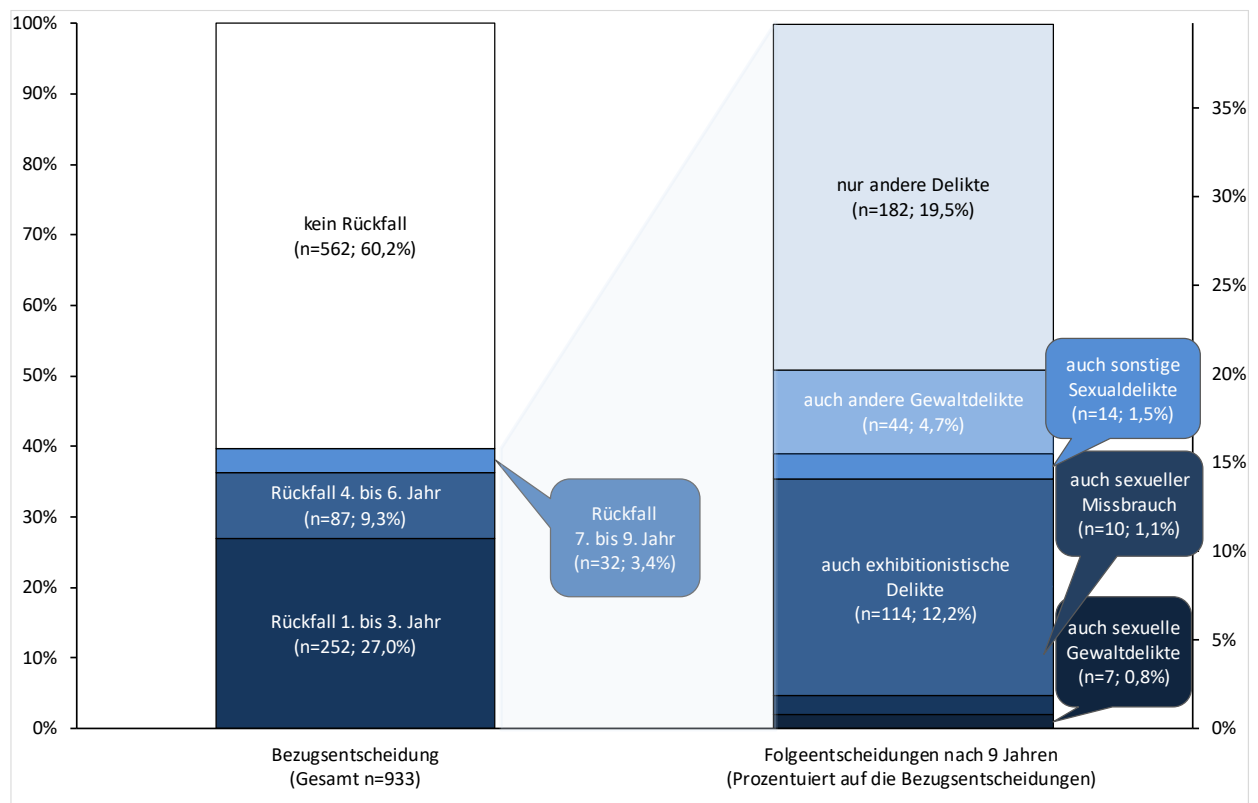 100%
90%
80%
70%
60%
50%
40%
30%
20%
10%
0%
kein Rückfall
(n=562; 60,2%)
Rückfall 4. bis 6. Jahr
(n=87; 9,3%)
Rückfall 1. bis 3. Jahr
(n=252; 27,0%)
Rückfall
7. bis 9. Jahr
(n=32; 3,4%)
nur andere Delikte
(n=182; 19,5%)
auch andere Gewaltdelikte
(n=44; 4,7%)
auch exhibitionistische
Delikte
(n=114; 12,2%)
auch sonstige
Sexualdelikte
(n=14; 1,5%)
auch sexueller
Missbrauch
(n=10; 1,1%)
auch sexuelle
Gewaltdelikte
(n=7; 0,8%)
35%
30%
25%
20%
15%
10%
5%
0%
Bezugsentscheidung
(Gesamt n=933)
Folgeentscheidungen nach 9 Jahren
(Prozentuiert auf die Bezugsentscheidungen)